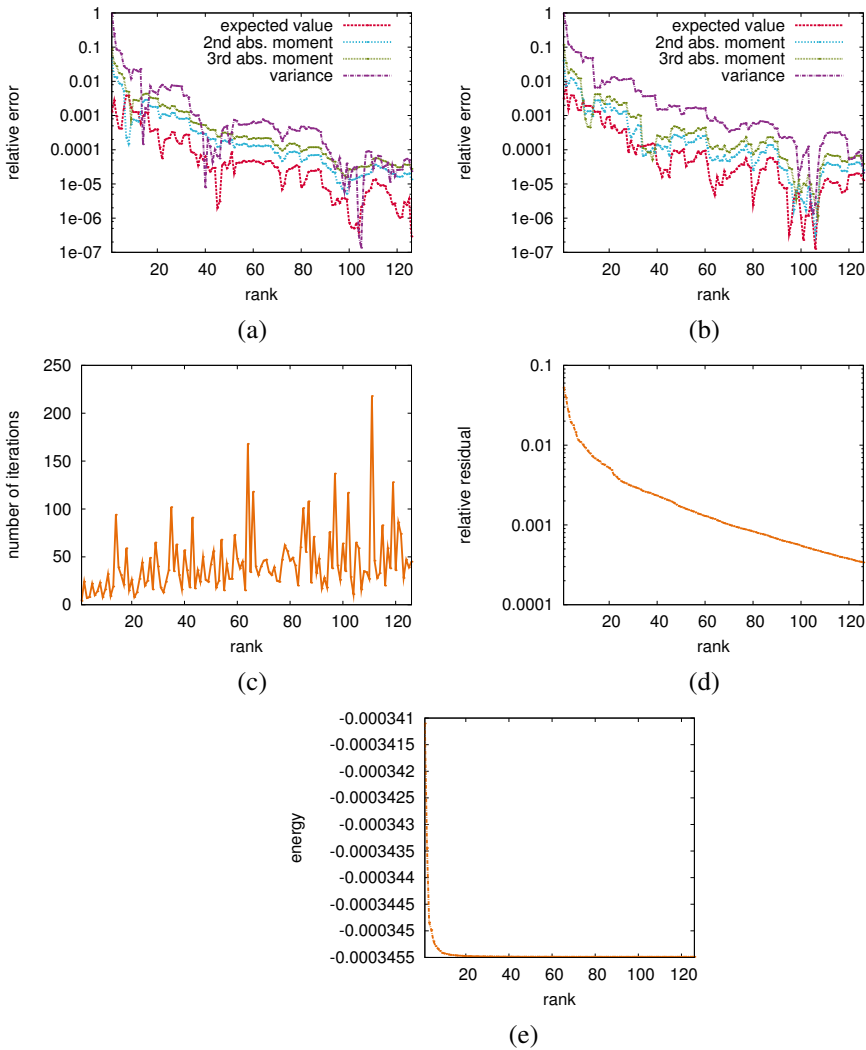 1
0.1
0.01
0.001
0.0001
1e-05
1e-06
1e-07
relative error
expected value
2nd abs. moment
3rd abs. moment
variance
20 40 60 80 100 120
rank
(a)
1
0.1
0.01
0.001
0.0001
1e-05
1e-06
1e-07
relative error
expected value
2nd abs. moment
3rd abs. moment
variance
20 40 60 80 100 120
rank
(b)
250
200
150
100
50
0
number of iterations
20 40 60 80 100 120
rank
(c)
0.1
0.01
0.001
0.0001
relative residual
20 40 60 80 100 120
rank
(d)
-0.000341
-0.0003415
-0.000342
-0.0003425
-0.000343
-0.0003435
-0.000344
-0.0003445
-0.000345
-0.0003455
energy
20 40 60 80 100 120
rank
(e)